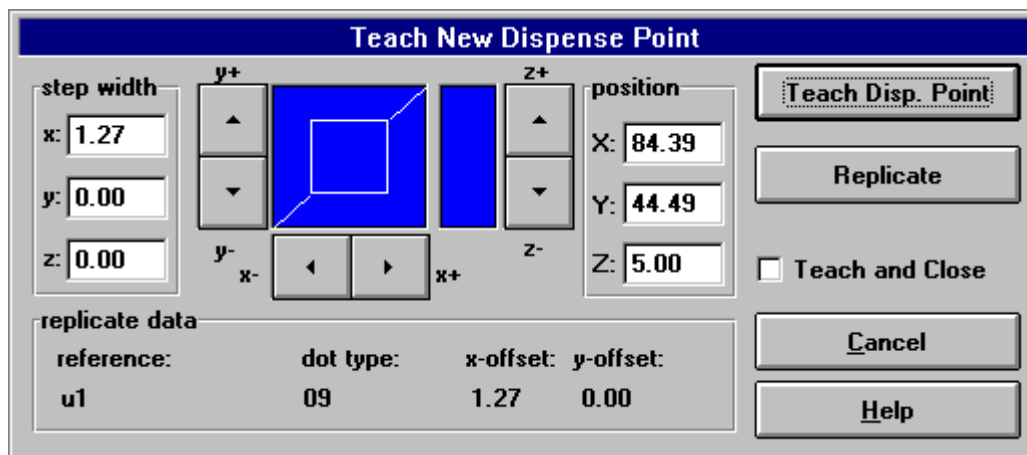 Teach New Dispense Point
step width
x: 1.27
y: 0.00
z: 0.00
y+
y-
x-
x+
z+
z-
position
X: 84.39
Y: 44.49
Z: 5.00
Teach Disp. Point
Replicate
Teach and Close
Cancel
Help
replicate data
reference: dot type: x-offset: y-offset:
u1 09 1.27 0.00